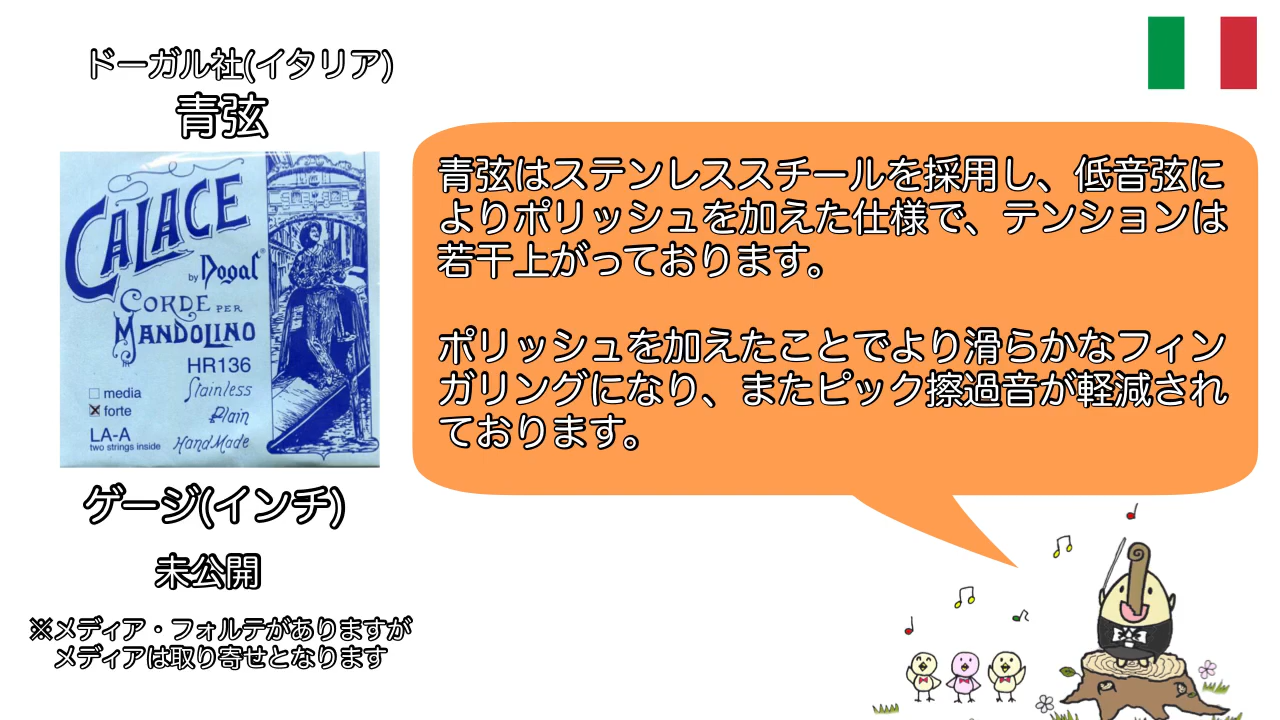 ドーガル社(イタリア)
青弦
CALACE
by Dogal®
CORDE PER
MANDOLINO
HR136
Stainless
media
Plain
forte
HandMade
LA-A
two strings inside
ゲージ(インチ)
未公開
※メディア・フォルテがありますが
メディアは取り寄せとなります
青弦はステンレススチールを採用し、低音弦に
よりポリッシュを加えた仕様で、テンションは
若干上がっております。
ポリッシュを加えたことでより滑らかなフィン
ガリングになり、またピック擦過音が軽減され
ております。